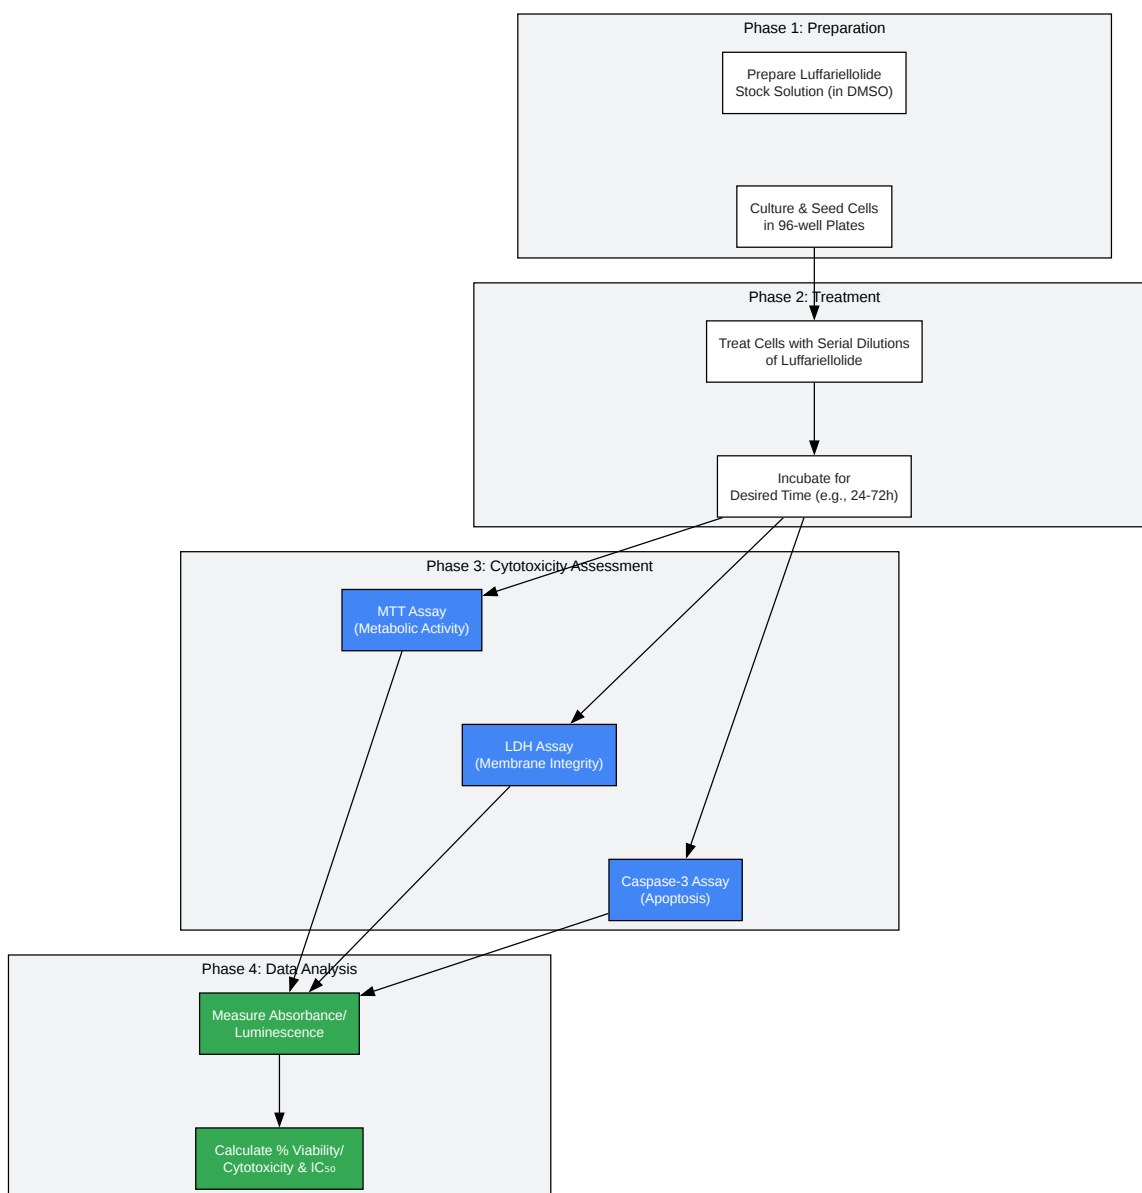 Phase 1: Preparation
Prepare Luffariellolide
Stock Solution (in DMSO)
Culture & Seed Cells
in 96-well Plates
Phase 2: Treatment
Treat Cells with Serial Dilutions
of Luffariellolide
Incubate for
Desired Time (e.g., 24-72h)
Phase 3: Cytotoxicity Assessment
MTT Assay
(Metabolic Activity)
LDH Assay
(Membrane Integrity)
Caspase-3 Assay
(Apoptosis)
Phase 4: Data Analysis
Measure Absorbance/
Luminescence
Calculate % Viability/
Cytotoxicity & IC₅₀